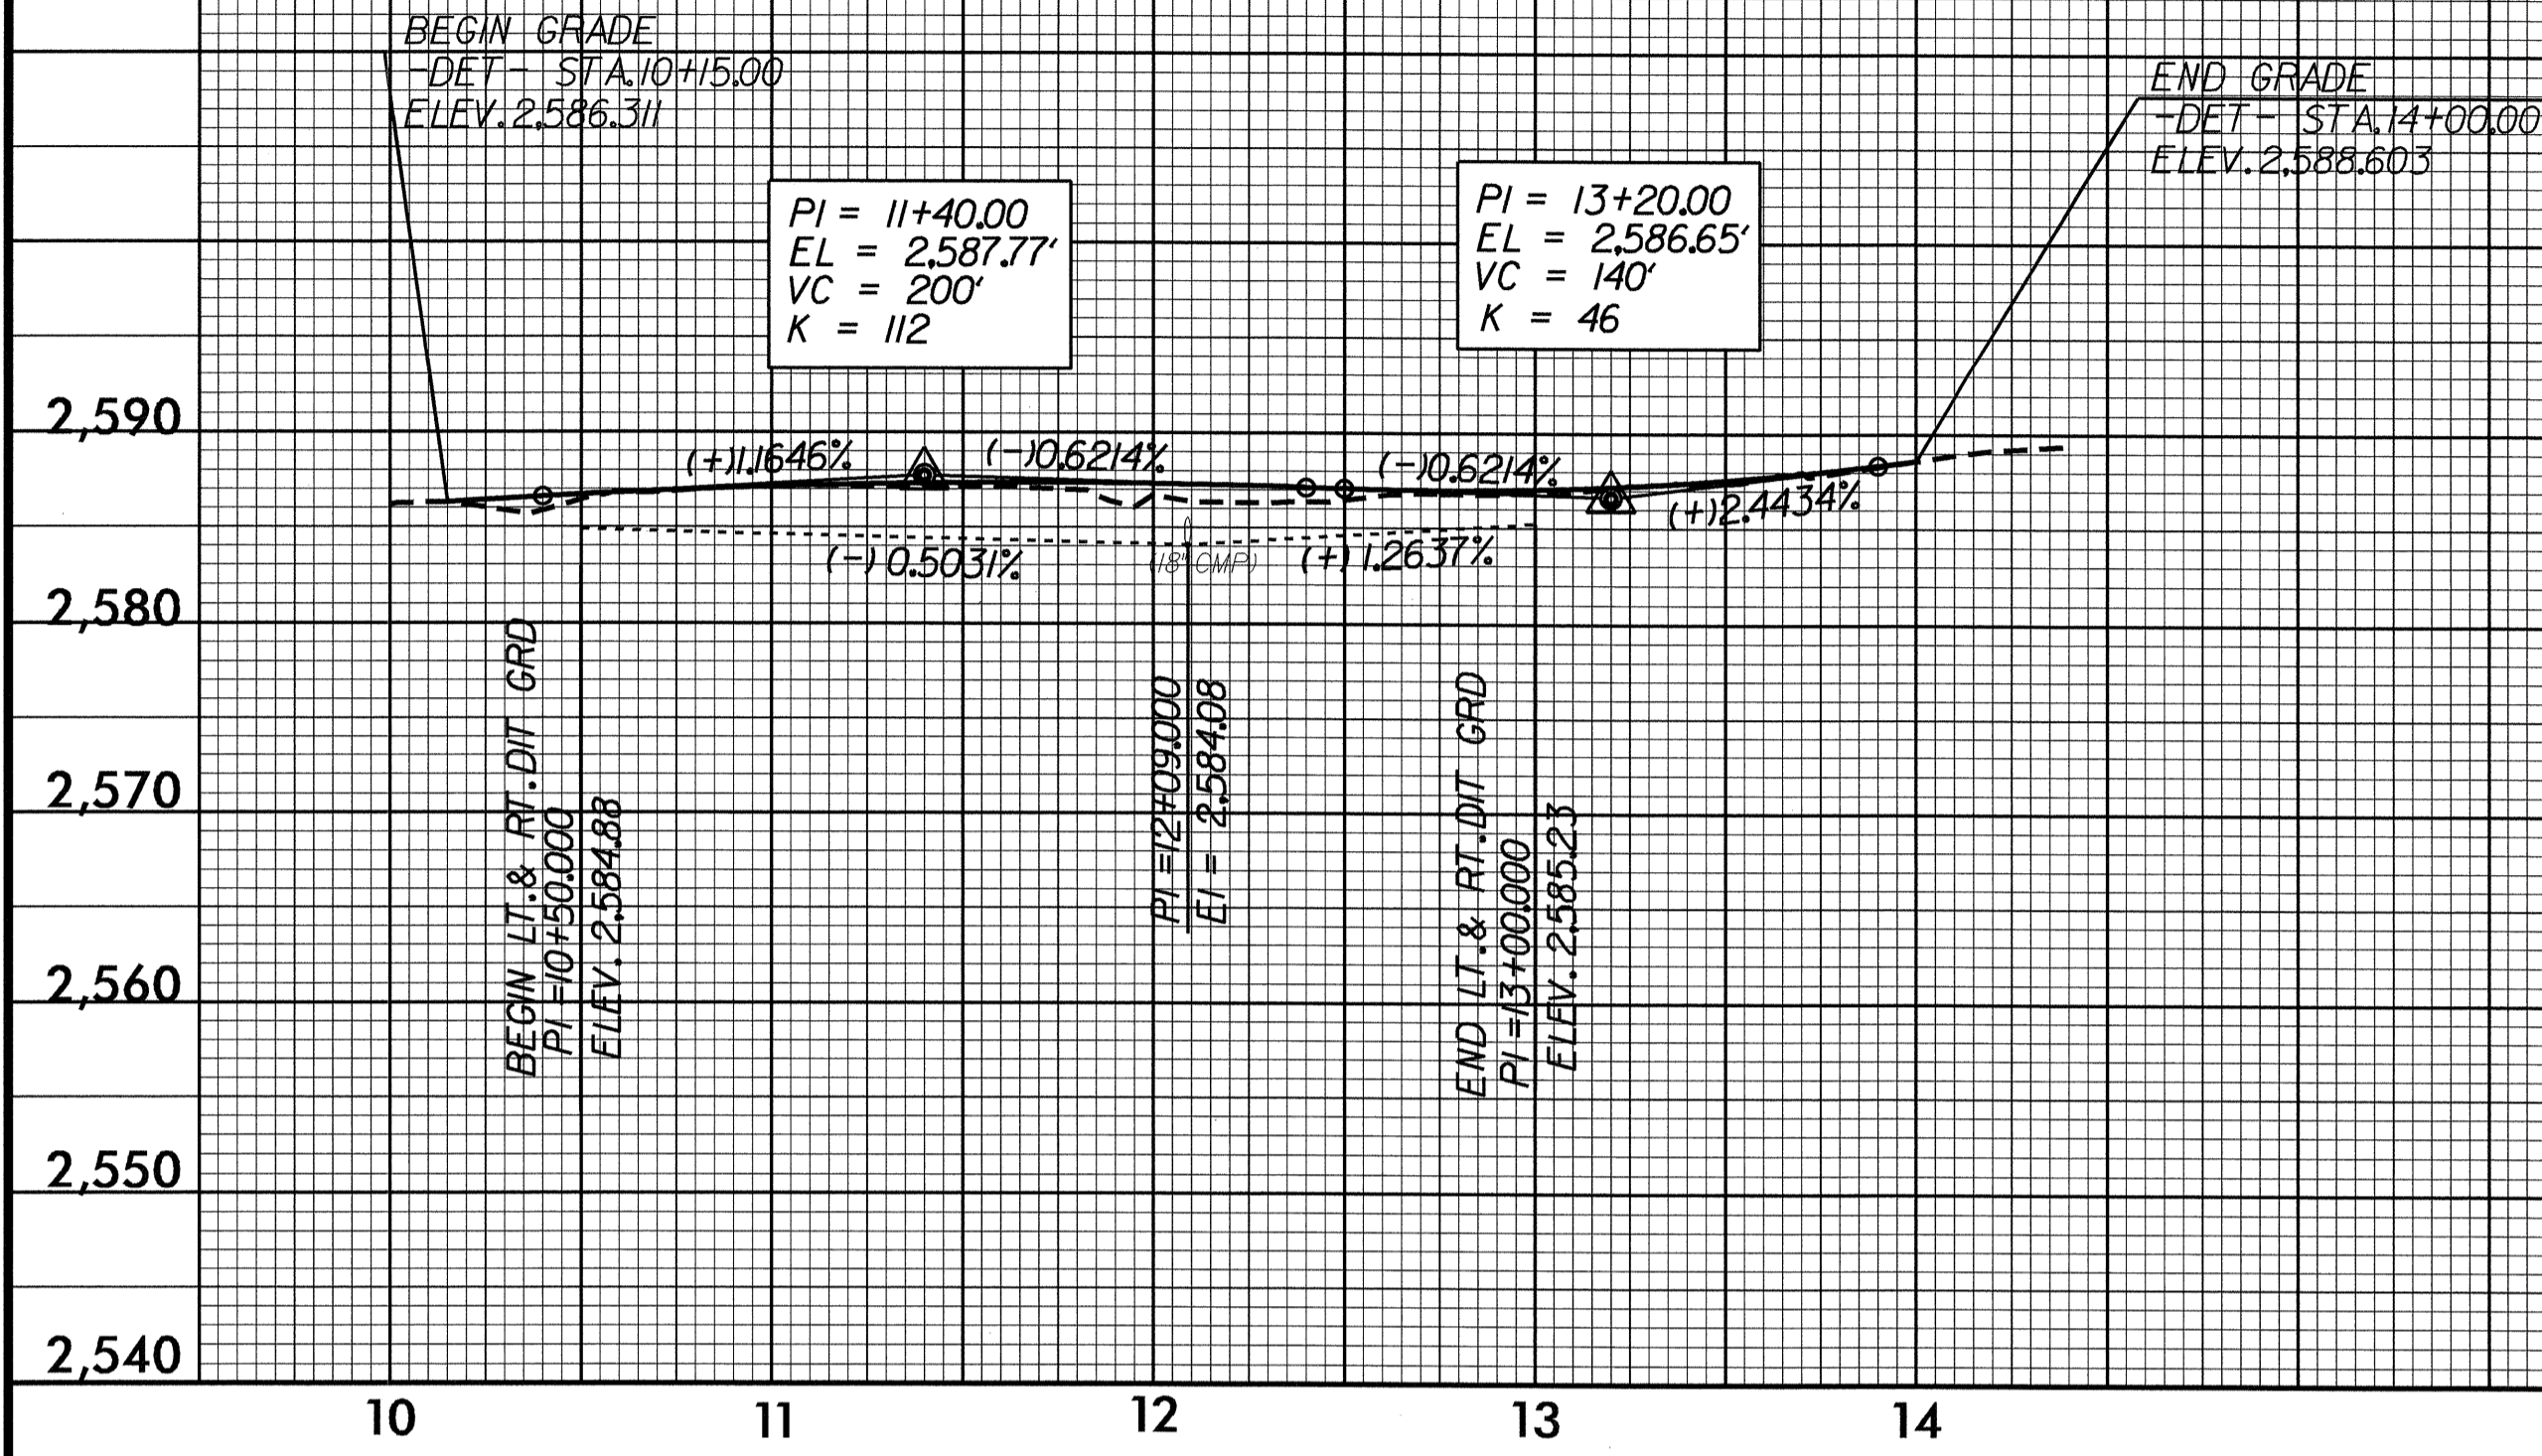 BEGIN GRADE
-DET- STA.10+15.00
ELEV.2,586.311
END GRADE
-DET- STA.14+00.00
ELEV.2,588.603
PI = 11+40.00
EL = 2,587.77'
VC = 200'
K = 112
PI = 13+20.00
EL = 2,586.65'
VC = 140'
K = 46
2,590
(+)1.1646%
(-)0.6214%
(-)0.6214%
(+)2.4434%
(-)0.5031%
(18" CMP)
(+)1.2637%
2,580
2,570
2,560
2,550
2,540
BEGIN LT.& RT.DIT GRD
PI=10+50.000
ELEV.2,584.88
PI=12+09.000
El = 2,584.08
END LT.& RT.DIT GRD
PI=13+00.000
ELEV.2,585.23
10
11
12
13
14